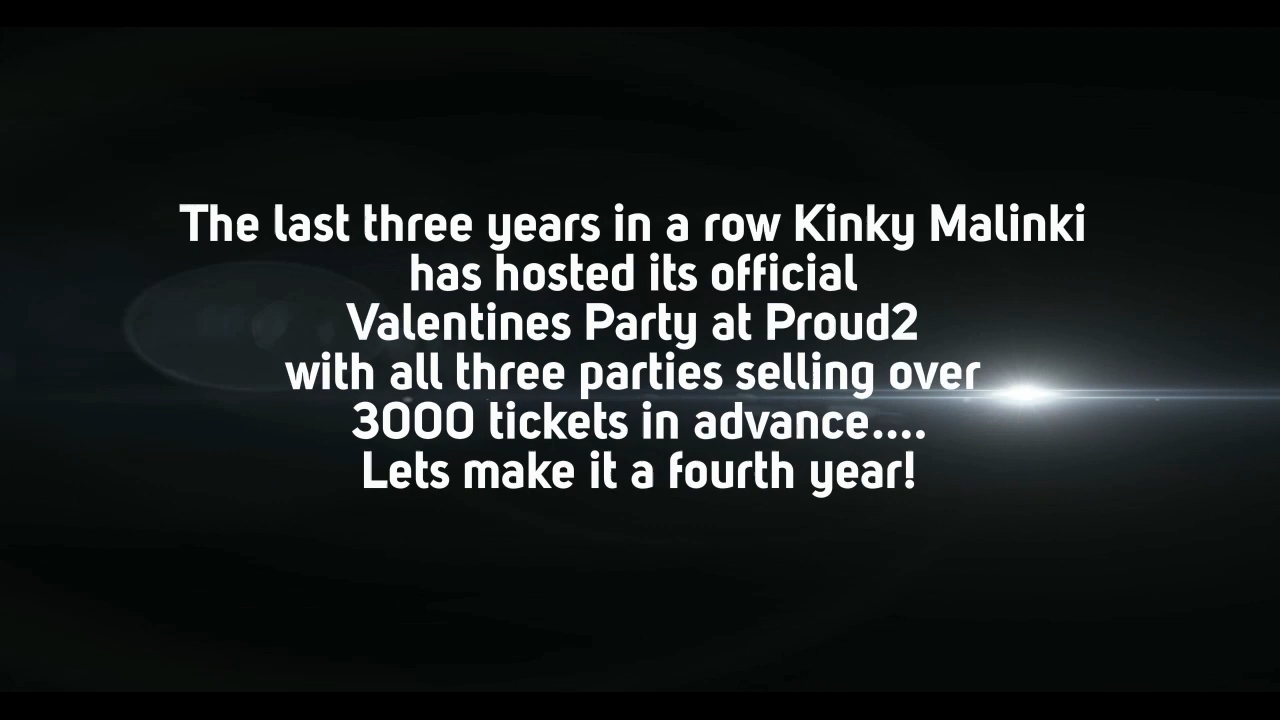 The last three years in a row Kinky Malinki
has hosted its official
Valentines Party at Proud2
with all three parties selling over
3000 tickets in advance....
Lets make it a fourth year!